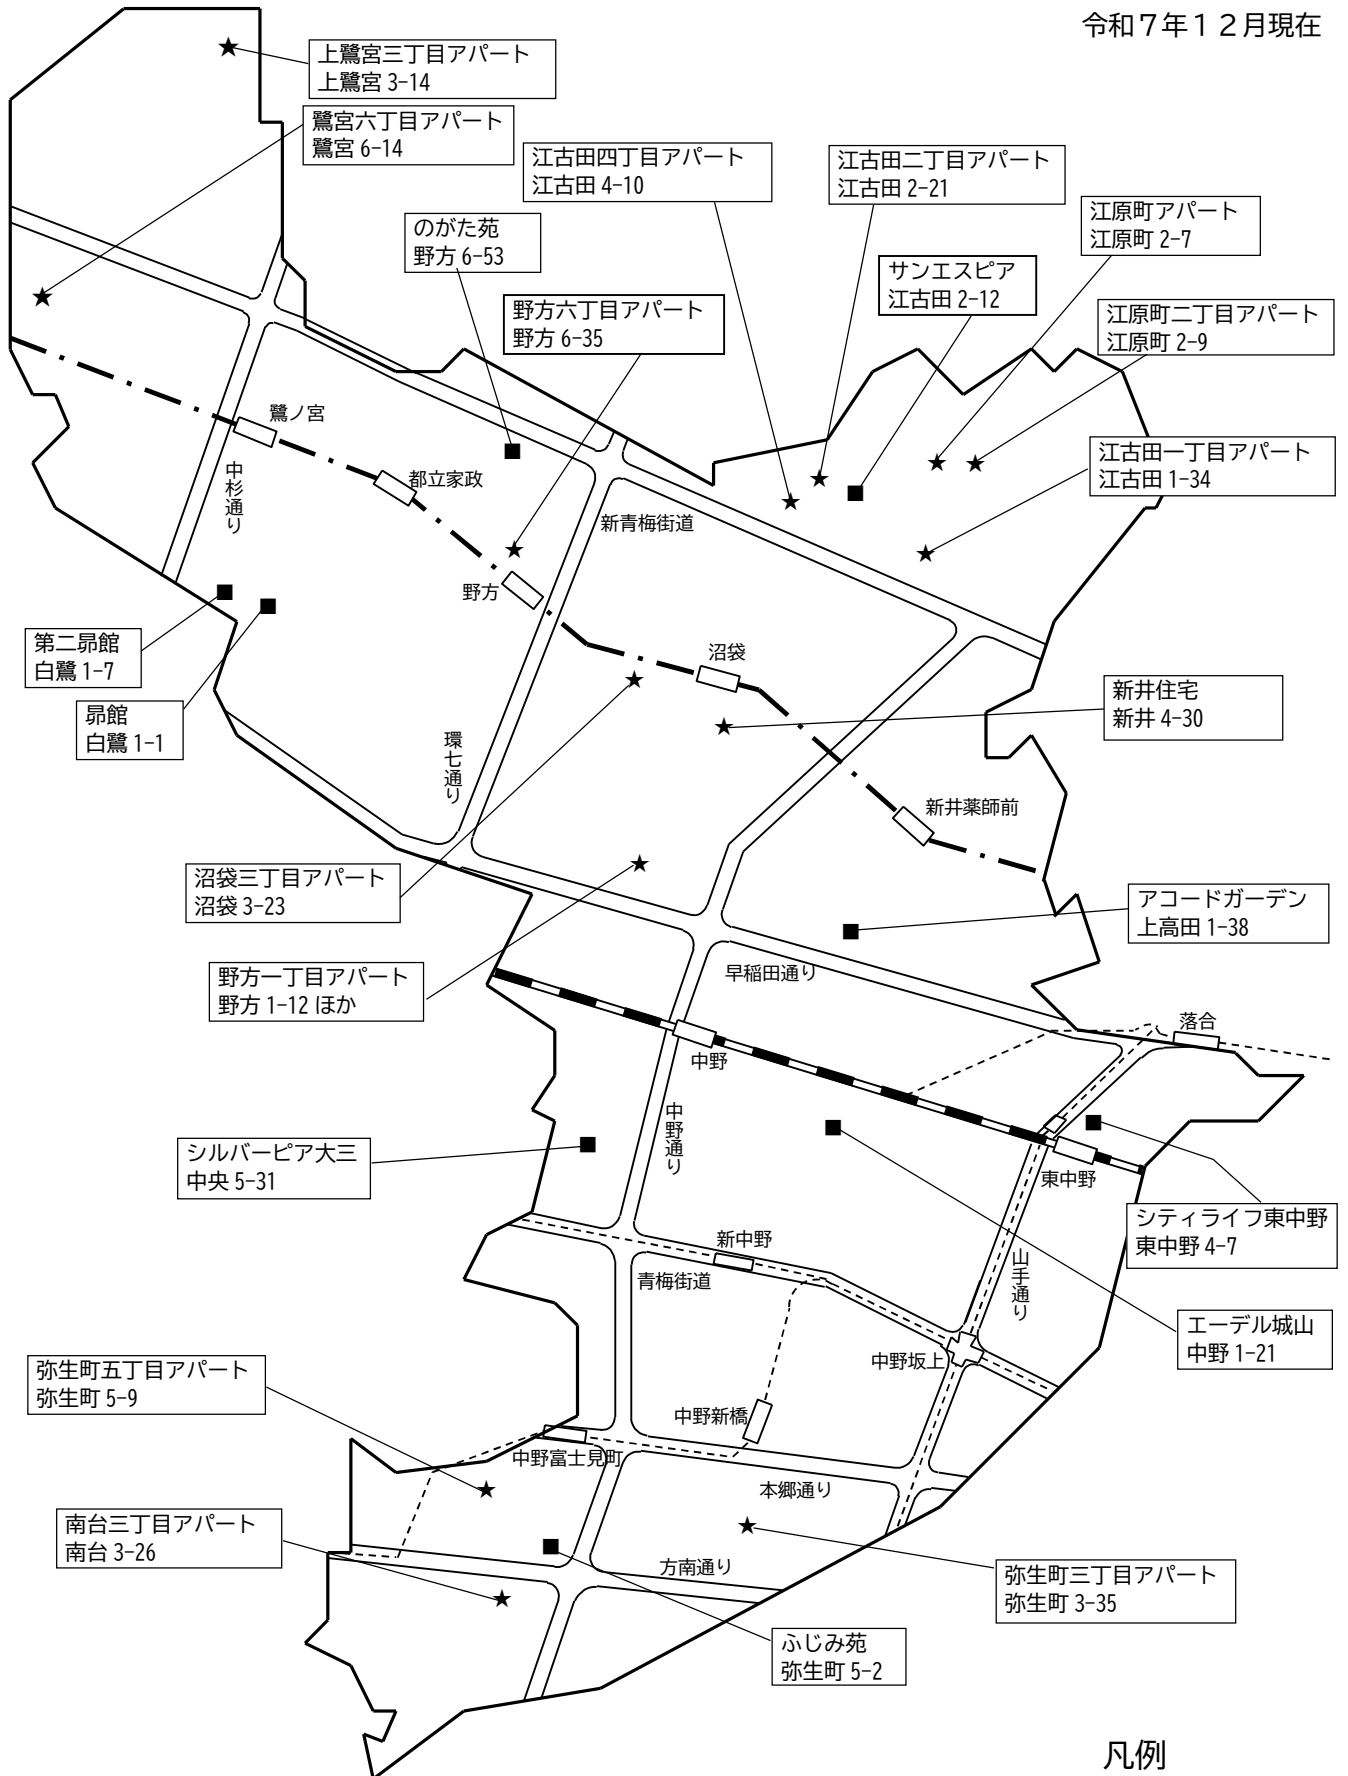 令和７年１２月現在
上鷺宮三丁目アパート
上鷺宮 3-14
鷺宮六丁目アパート
鷺宮 6-14
江古田四丁目アパート
江古田 4-10
江古田二丁目アパート
江古田 2-21
江原町アパート
江原町 2-7
のがた苑
野方 6-53
サンエスピア
江古田 2-12
野方六丁目アパート
野方 6-35
江原町二丁目アパート
江原町 2-9
鷺ノ宮
江古田一丁目アパート
江古田 1-34
中杉通り
都立家政
新青梅街道
野方
第二昴館
白鷺 1-7
沼袋
昴館
白鷺 1-1
新井住宅
新井 4-30
環七通り
新井薬師前
沼袋三丁目アパート
沼袋 3-23
アコードガーデン
上高田 1-38
野方一丁目アパート
野方 1-12 ほか
早稲田通り
落合
中野
中野通り
シルバーピア大三
中央 5-31
東中野
シティライフ東中野
東中野 4-7
新中野
青梅街道
山手通り
エーデル城山
中野 1-21
中野坂上
弥生町五丁目アパート
弥生町 5-9
中野新橋
中野富士見町
本郷通り
南台三丁目アパート
南台 3-26
方南通り
弥生町三丁目アパート
弥生町 3-35
ふじみ苑
弥生町 5-2
凡例